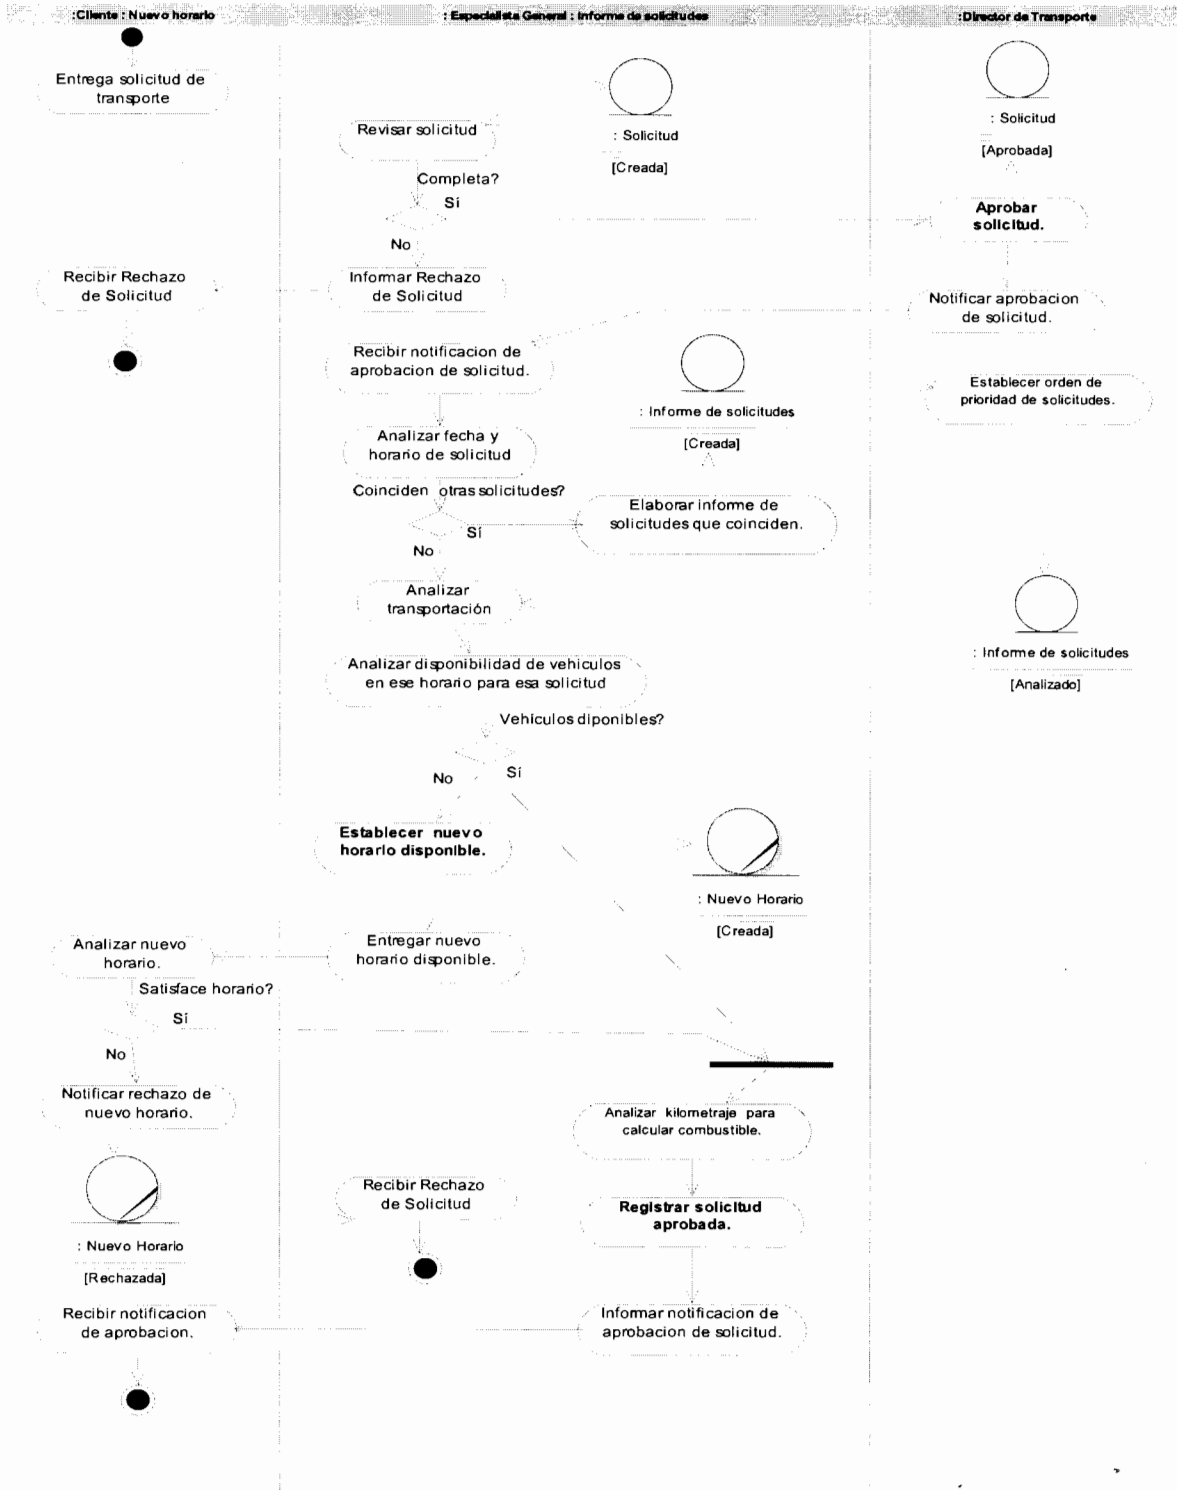 :Cliente : Nuevo horario
: Especialista General : Informe de solicitudes
:Director de Transporte
Entrega solicitud de
transporte
Revisar solicitud
: Solicitud
[Creada]
: Solicitud
[Aprobada]
Completa?
Sí
No
Aprobar
solicitud.
Recibir Rechazo
de Solicitud
Informar Rechazo
de Solicitud
Notificar aprobacion
de solicitud.
Recibir notificacion de
aprobacion de solicitud.
Establecer orden de
prioridad de solicitudes.
: Informe de solicitudes
[Creada]
Analizar fecha y
horario de solicitud
Coinciden otras solicitudes?
Sí
No
Elaborar informe de
solicitudes que coinciden.
Analizar
transportación
: Informe de solicitudes
[Analizado]
Analizar disponibilidad de vehiculos
en ese horario para esa solicitud
Vehiculos diponibles?
No
Sí
Establecer nuevo
horario disponible.
: Nuevo Horario
[Creada]
Analizar nuevo
horario.
Entregar nuevo
horario disponible.
Satisface horario?
Sí
No
Notificar rechazo de
nuevo horario.
Analizar kilometraje para
calcular combustible.
Recibir Rechazo
de Solicitud
Registrar solicitud
aprobada.
: Nuevo Horario
[Rechazada]
Recibir notificacion
de aprobacion.
Informar notificacion de
aprobacion de solicitud.